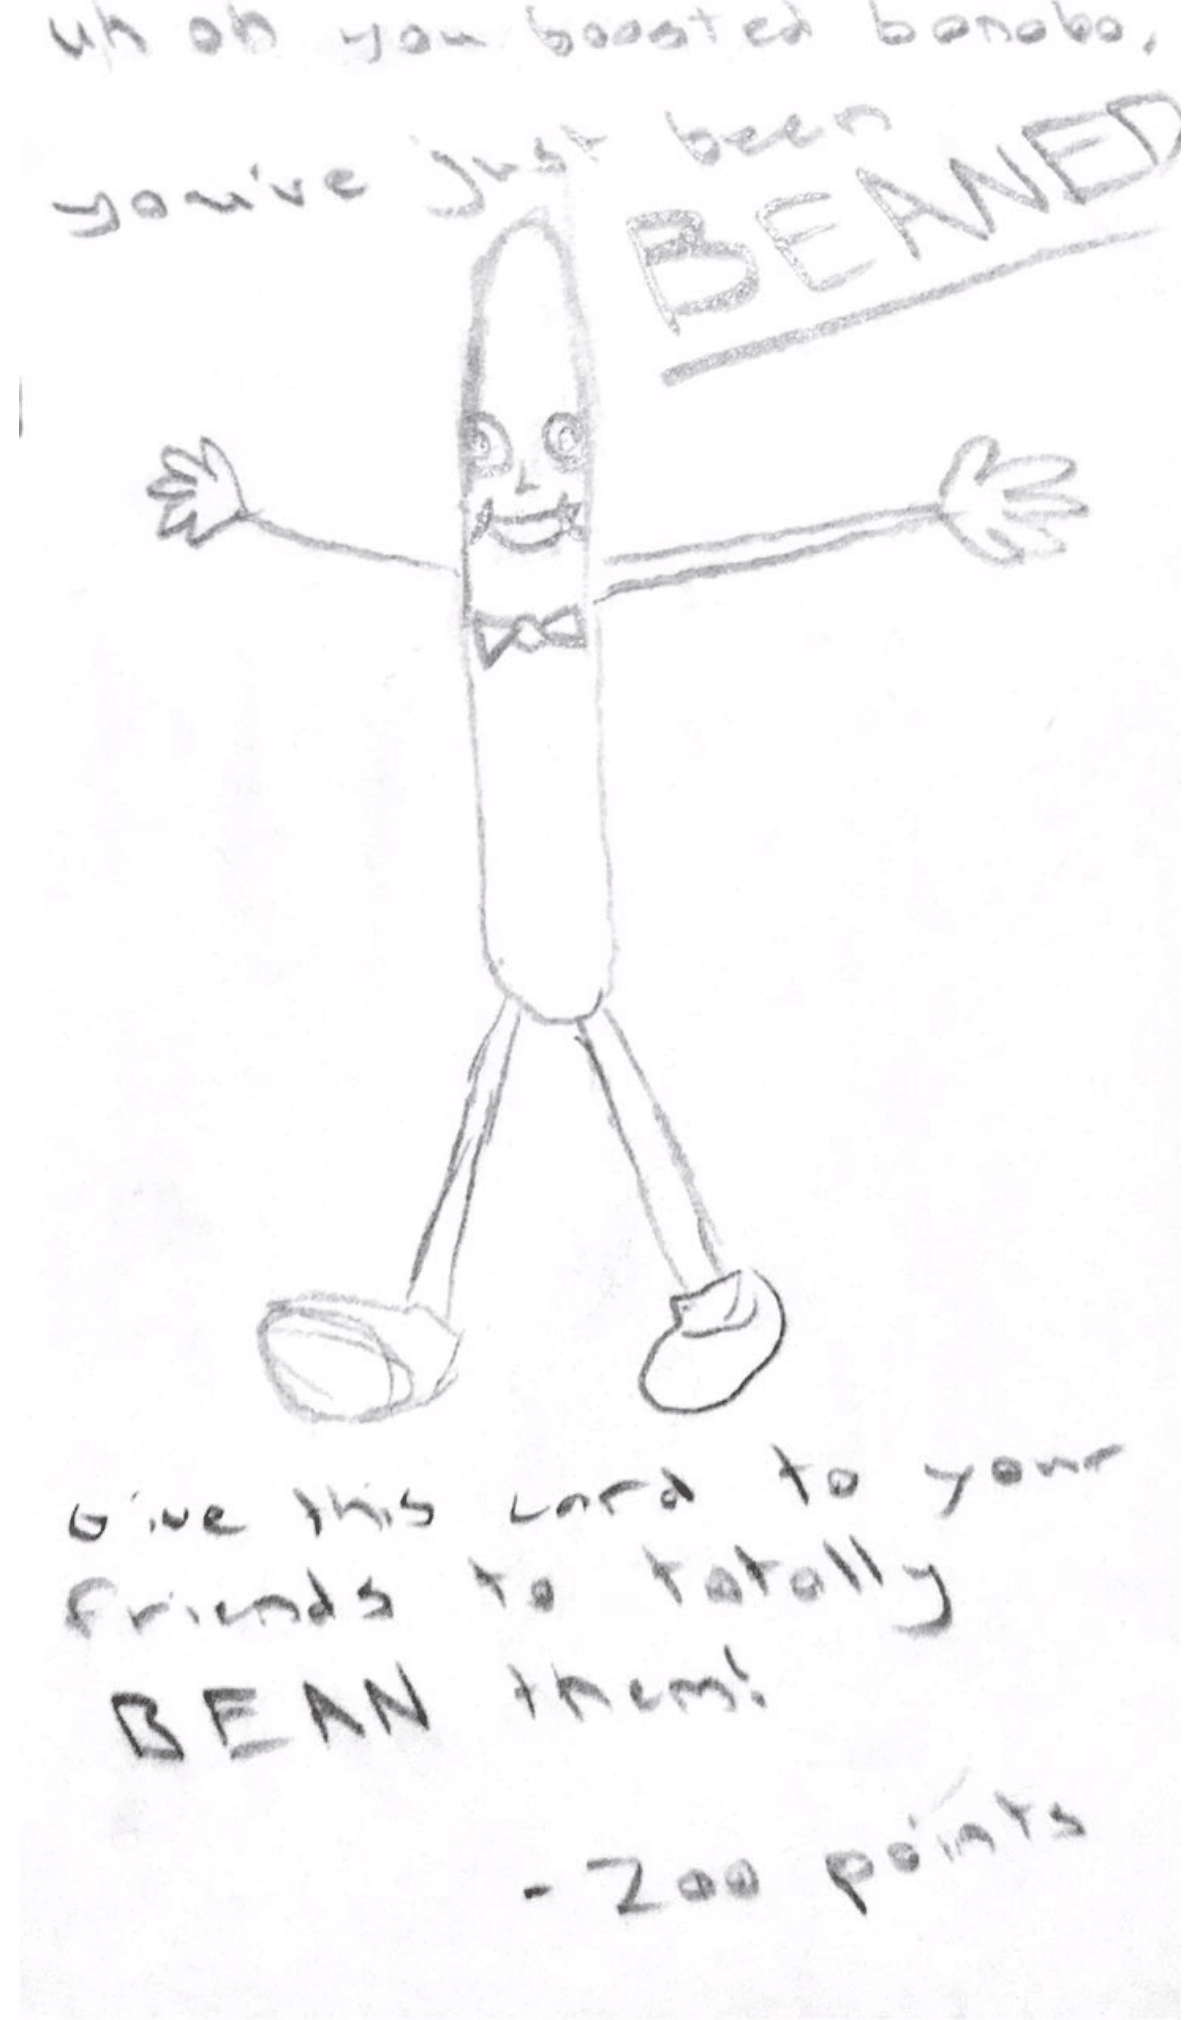 uh oh you boosted bonobo,
you've just been
BEANED
Give this card to your
friends to totally
BEAN them!
- 200 points